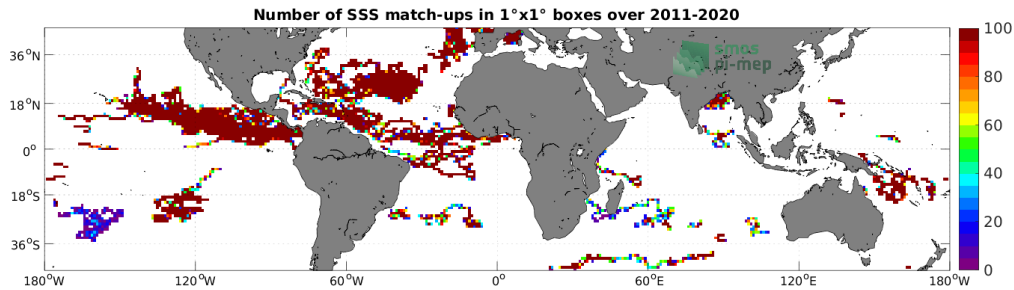 Number of SSS match-ups in 1°x1° boxes over 2011-2020
smos
pi-mep
36°N
18°N
0°
18°S
36°S
180°W
120°W
60°W
0°
60°E
120°E
180°W
100
80
60
40
20
0